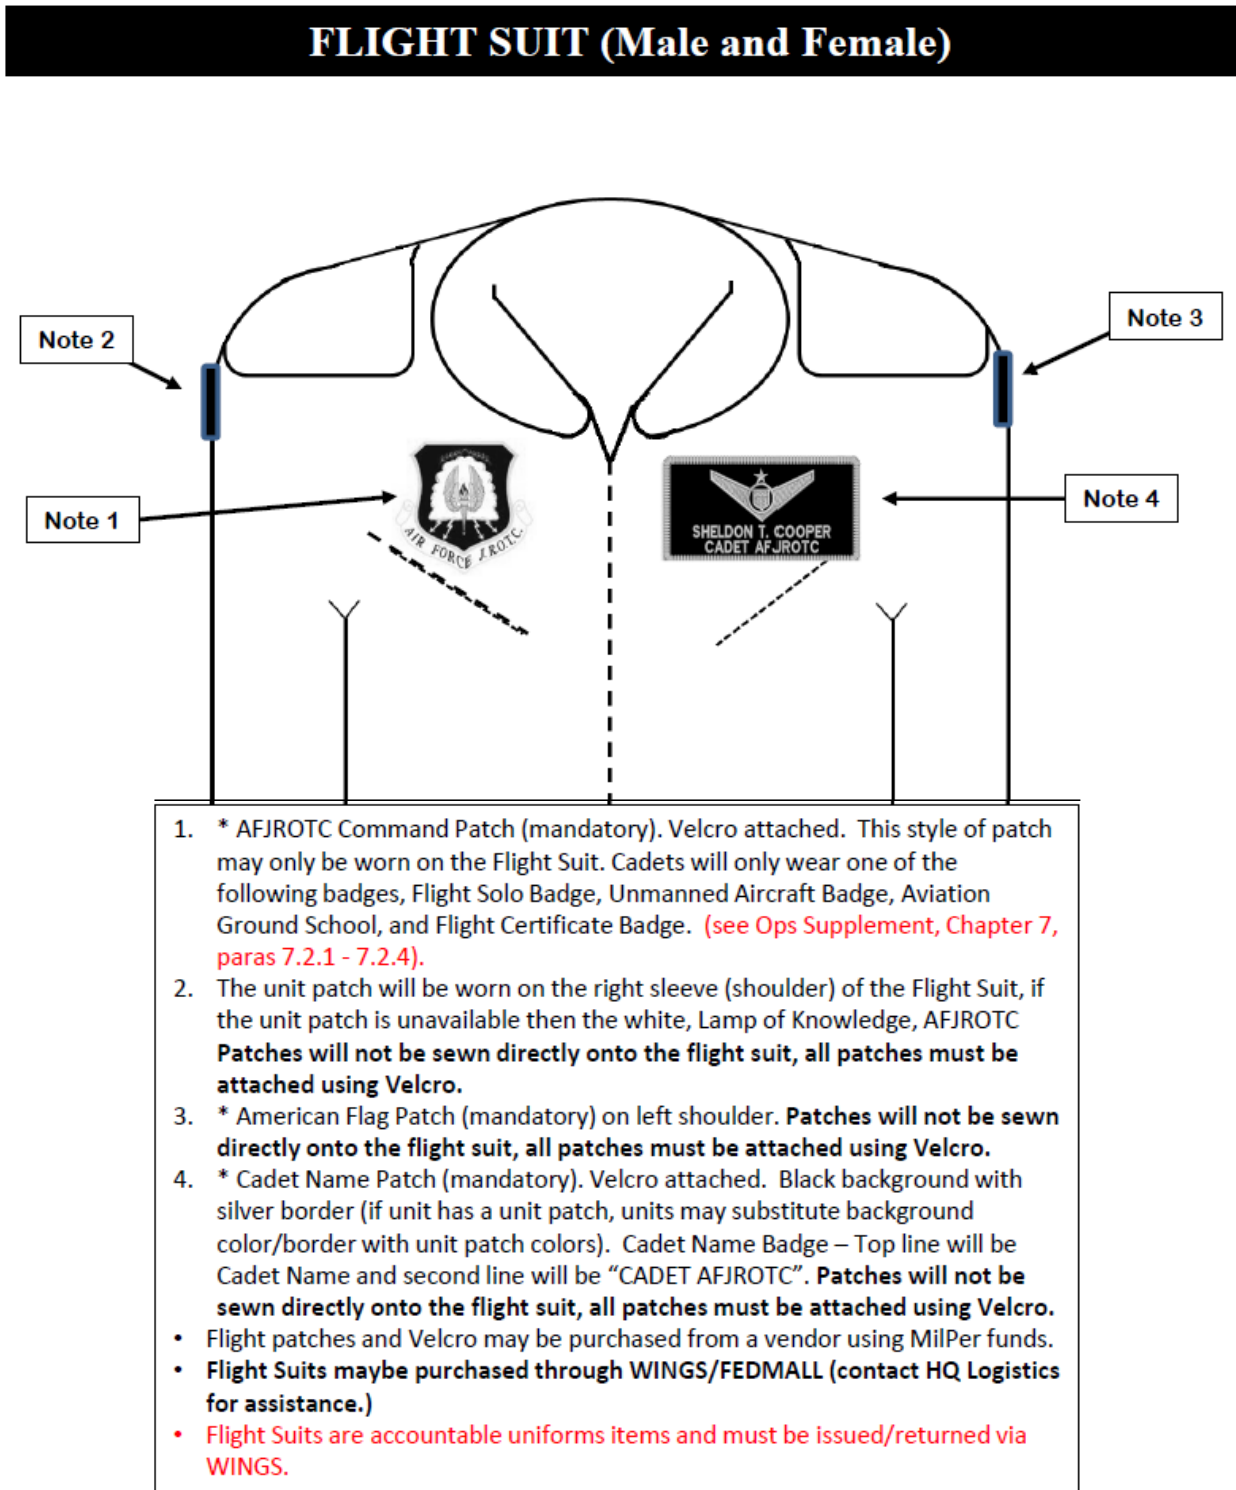 FLIGHT SUIT (Male and Female)
Note 2
Note 3
Note 1
Note 4
AIR FORCE J.R.O.T.C.
SHELDON T. COOPER
CADET AFJROTC
1. * AFJROTC Command Patch (mandatory). Velcro attached.  This style of patch
may only be worn on the Flight Suit. Cadets will only wear one of the
following badges, Flight Solo Badge, Unmanned Aircraft Badge, Aviation
Ground School, and Flight Certificate Badge.  (see Ops Supplement, Chapter 7,
paras 7.2.1 - 7.2.4).
2. The unit patch will be worn on the right sleeve (shoulder) of the Flight Suit, if
the unit patch is unavailable then the white, Lamp of Knowledge, AFJROTC
Patches will not be sewn directly onto the flight suit, all patches must be
attached using Velcro.
3. * American Flag Patch (mandatory) on left shoulder. Patches will not be sewn
directly onto the flight suit, all patches must be attached using Velcro.
4. * Cadet Name Patch (mandatory). Velcro attached.  Black background with
silver border (if unit has a unit patch, units may substitute background
color/border with unit patch colors).  Cadet Name Badge – Top line will be
Cadet Name and second line will be “CADET AFJROTC”. Patches will not be
sewn directly onto the flight suit, all patches must be attached using Velcro.
• Flight patches and Velcro may be purchased from a vendor using MilPer funds.
• Flight Suits maybe purchased through WINGS/FEDMALL (contact HQ Logistics
for assistance.)
• Flight Suits are accountable uniforms items and must be issued/returned via
WINGS.